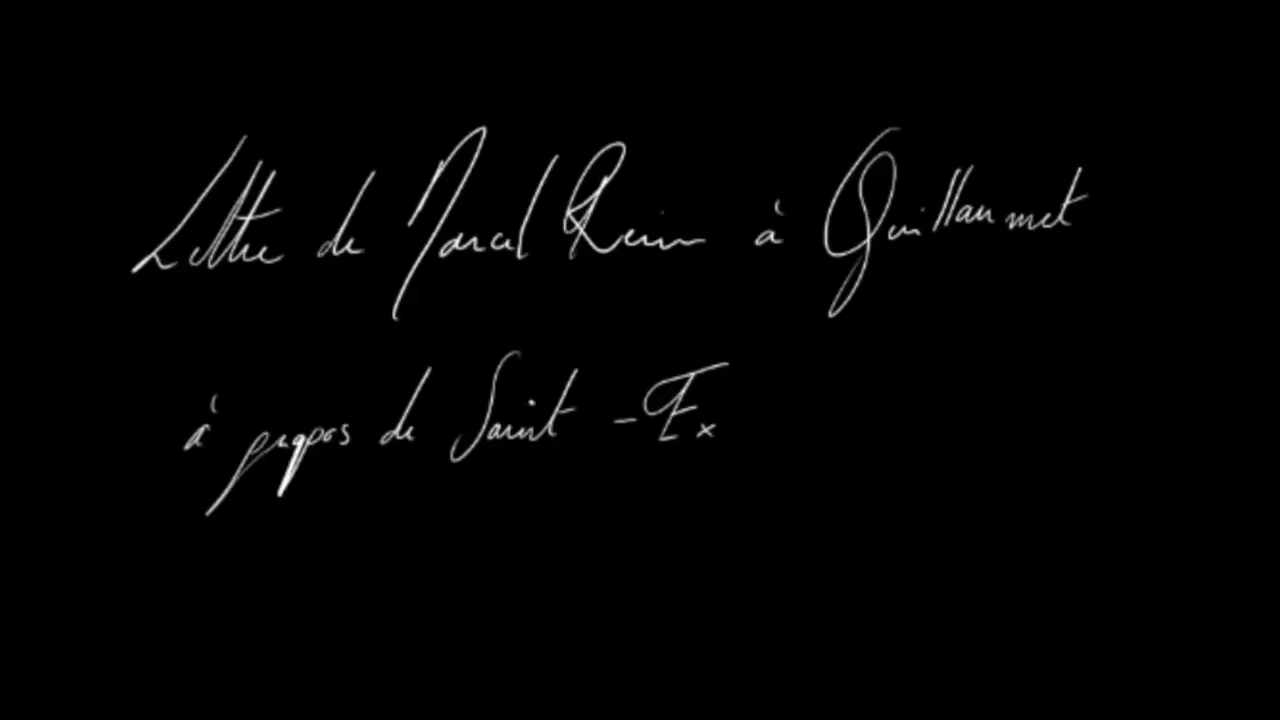 Lettre de Marcel Reine à Guillaumet
à propos de Saint-Ex